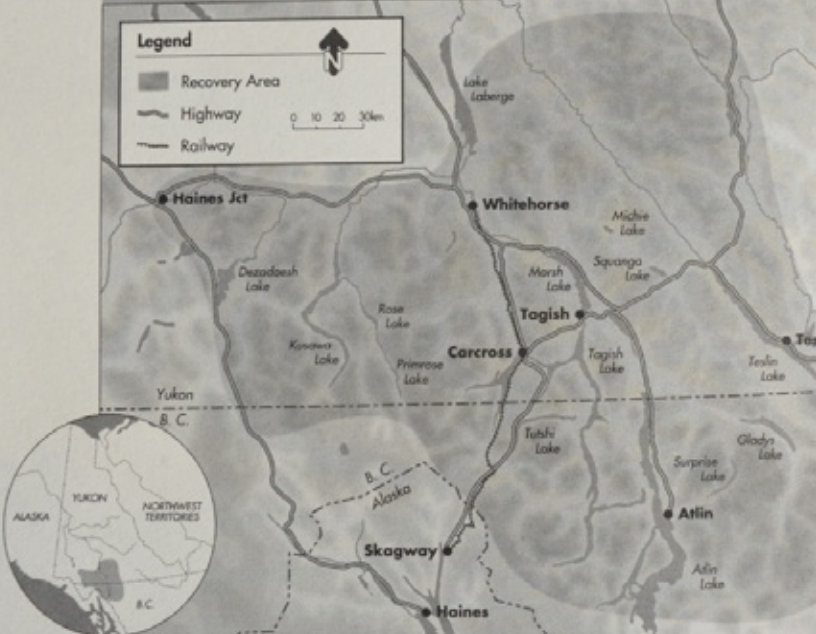 Legend
N
Recovery Area
Highway
0 10 20 30km
Railway
Lake
Laberge
Haines Jct
Whitehorse
Michie
Lake
Squanga
Lake
Marsh
Lake
Dezadeash
Lake
Rose
Lake
Tagish
Kusawa
Lake
Carcross
Primrose
Lake
Tagish
Lake
Teslin
Lake
Yukon
B. C.
Tutshi
Lake
Gladys
Lake
Surprise
Lake
B. C.
Alaska
YUKON
NORTHWEST
TERRITORIES
ALASKA
Atlin
Skagway
Atlin
Lake
B.C.
Haines